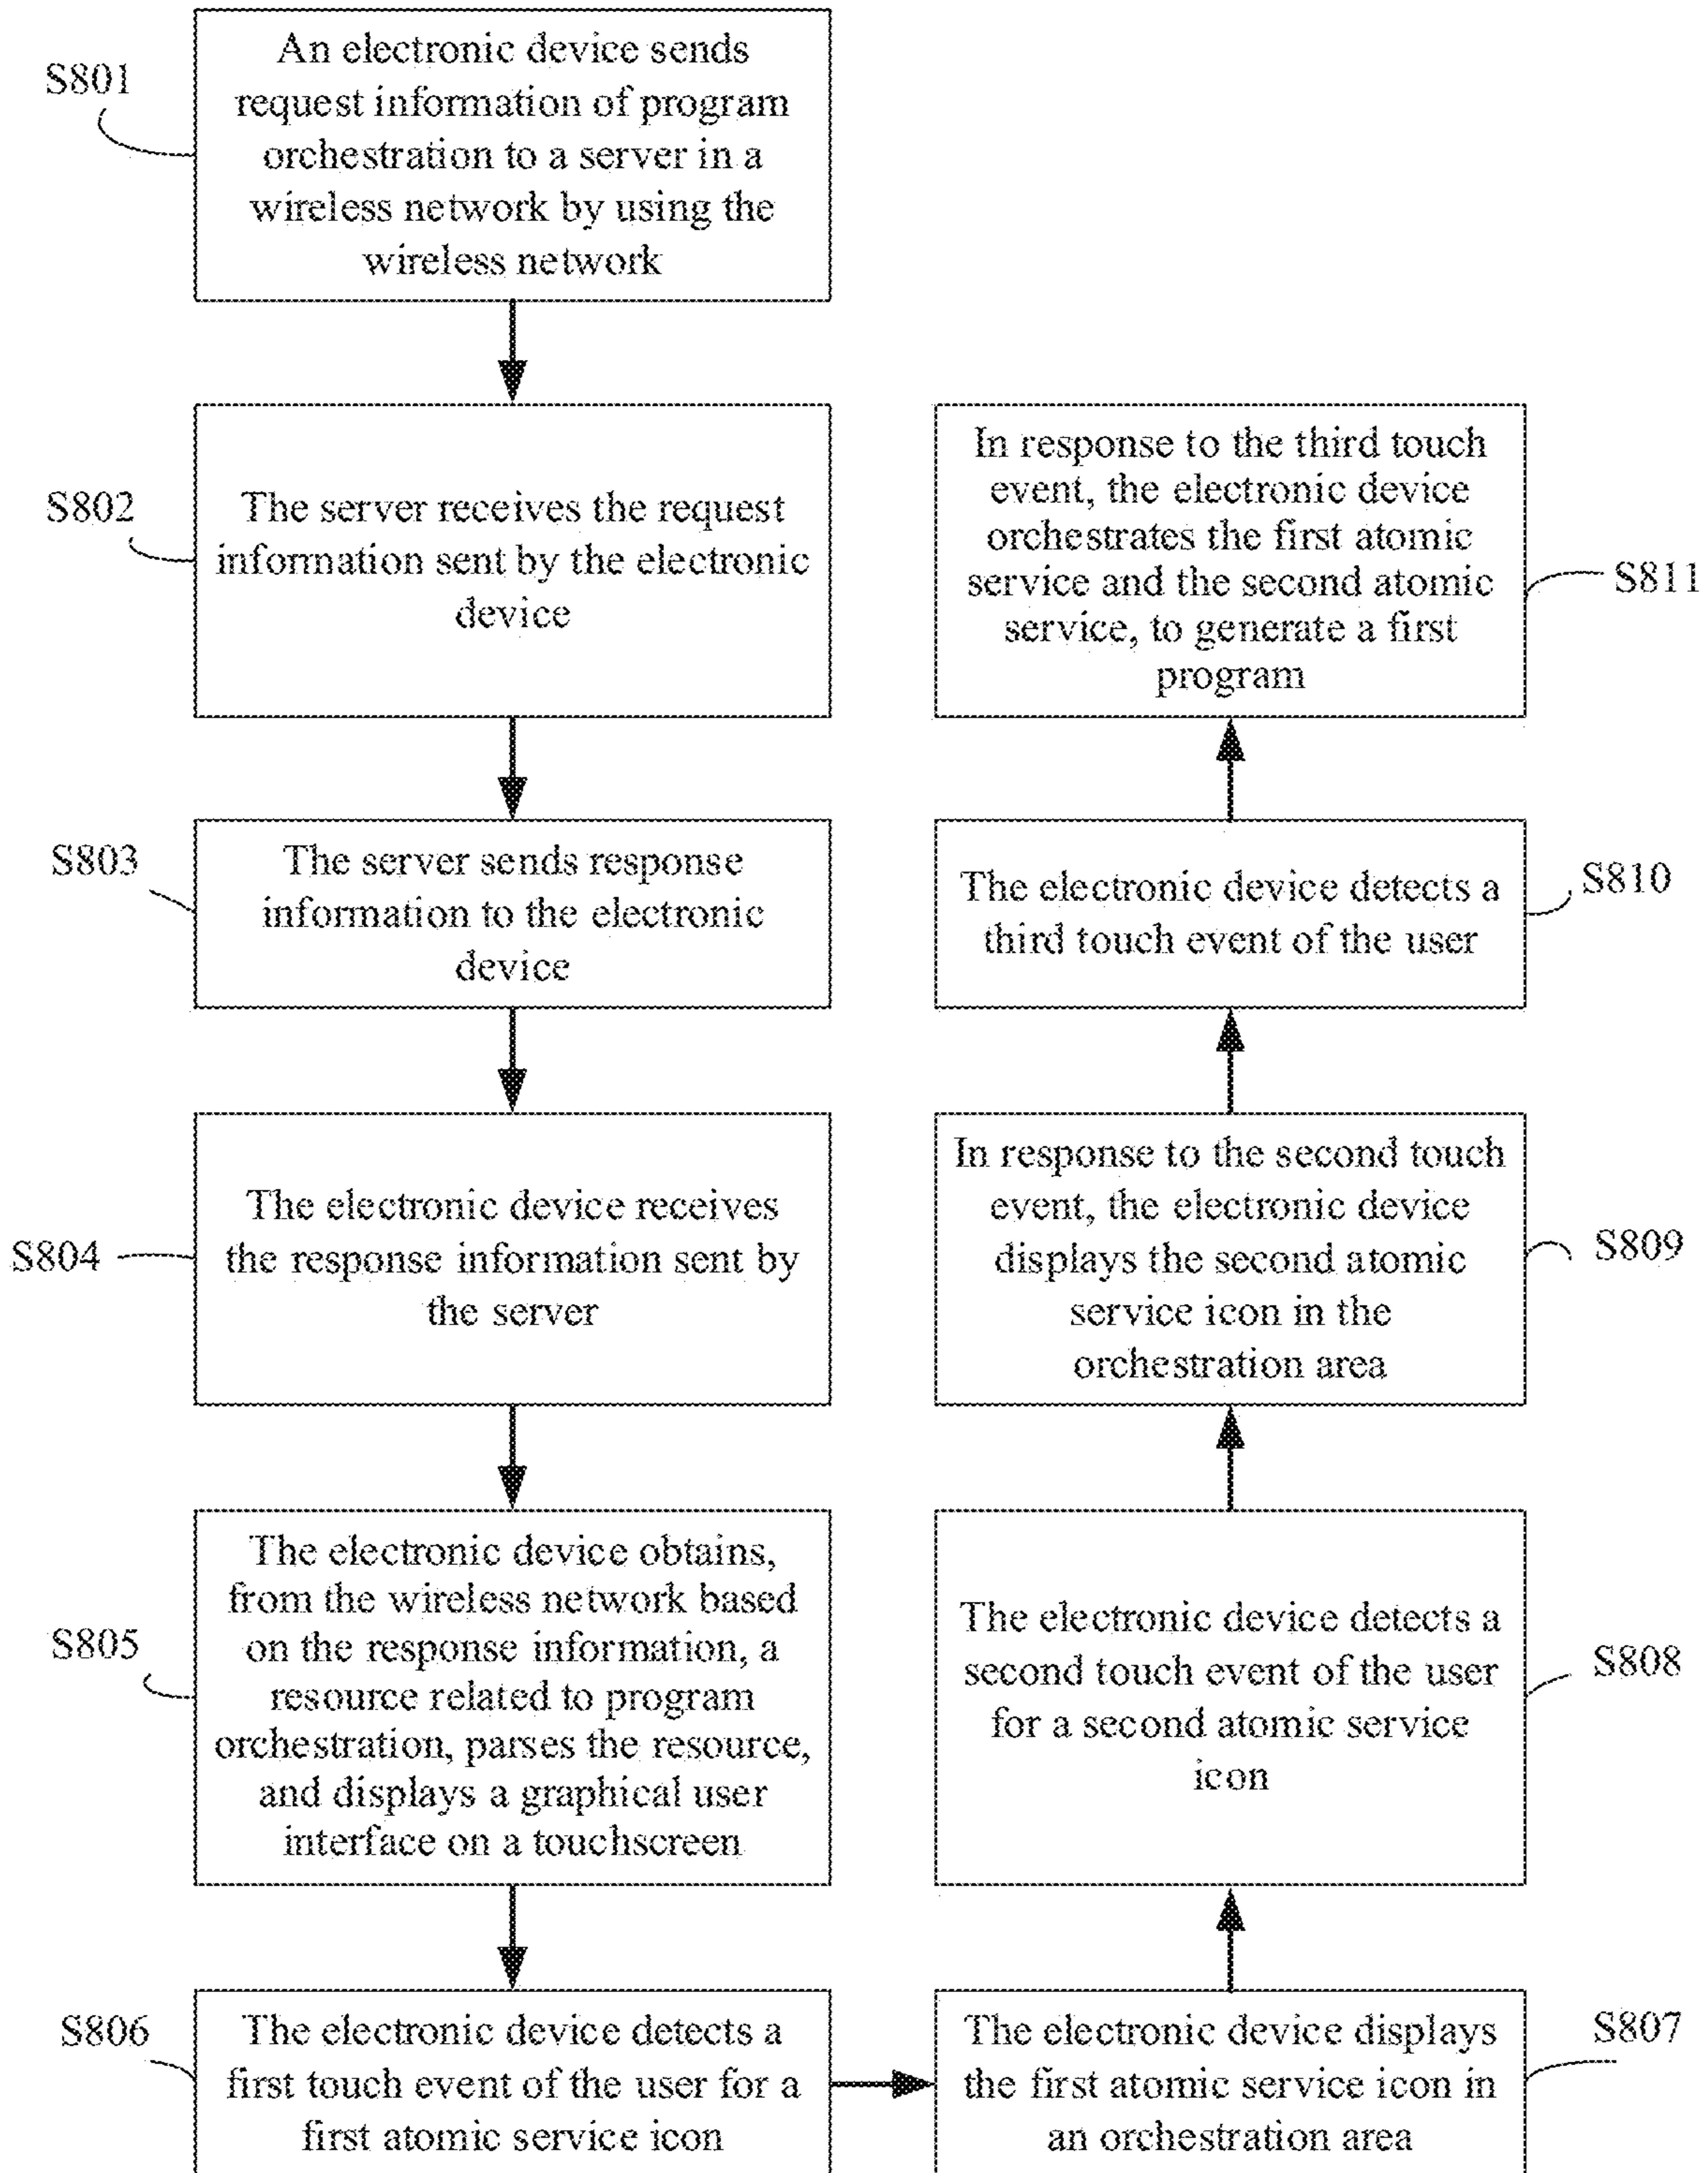 S801
An electronic device sends
request information of program
orchestration to a server in a
wireless network by using the
wireless network
S802
The server receives the request
information sent by the electronic
device
S803
The server sends response
information to the electronic
device
S804
The electronic device receives
the response information sent by
the server
S805
The electronic device obtains,
from the wireless network based
on the response information, a
resource related to program
orchestration, parses the resource,
and displays a graphical user
interface on a touchscreen
S806
The electronic device detects a
first touch event of the user for a
first atomic service icon
The electronic device displays
the first atomic service icon in
an orchestration area
S807
The electronic device detects a
second touch event of the user
for a second atomic service
icon
S808
In response to the second touch
event, the electronic device
displays the second atomic
service icon in the
orchestration area
S809
The electronic device detects a
third touch event of the user
S810
In response to the third touch
event, the electronic device
orchestrates the first atomic
service and the second atomic
service, to generate a first
program
S811